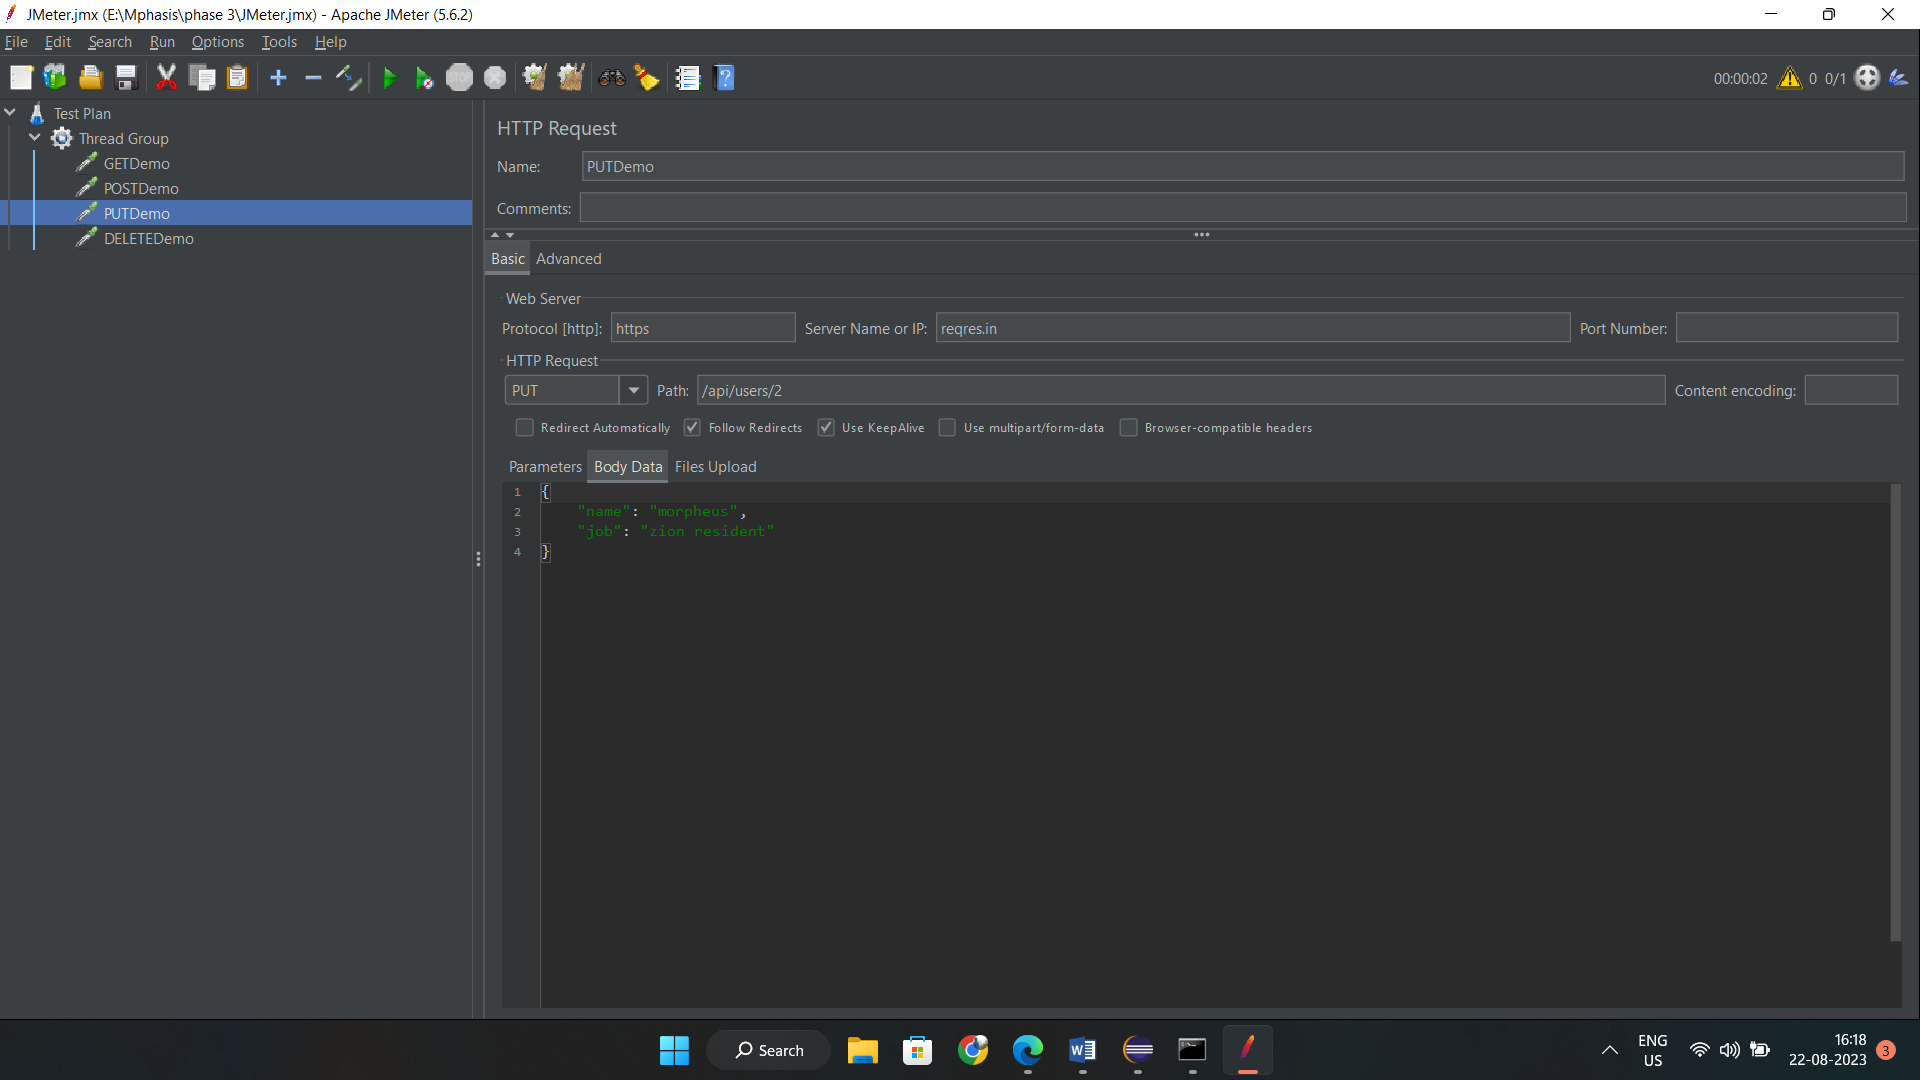 JMeter.jmx (E:\Mphasis\phase 3\JMeter.jmx) - Apache JMeter (5.6.2)
File Edit Search Run Options Tools Help
STOP
?
00:00:02 0 0/1
Test Plan
Thread Group
GETDemo
POSTDemo
PUTDemo
DELETEDemo
HTTP Request
Name: PUTDemo
Comments:
Basic Advanced
Web Server
Protocol [http]: https Server Name or IP: reqres.in Port Number:
HTTP Request
PUT Path: /api/users/2 Content encoding:
Redirect Automatically Follow Redirects Use KeepAlive Use multipart/form-data Browser-compatible headers
Parameters Body Data Files Upload
1 {
2 "name": "morpheus",
3 "job": "zion resident"
4 }
Search
W
ENG
US
16:18
22-08-2023
3